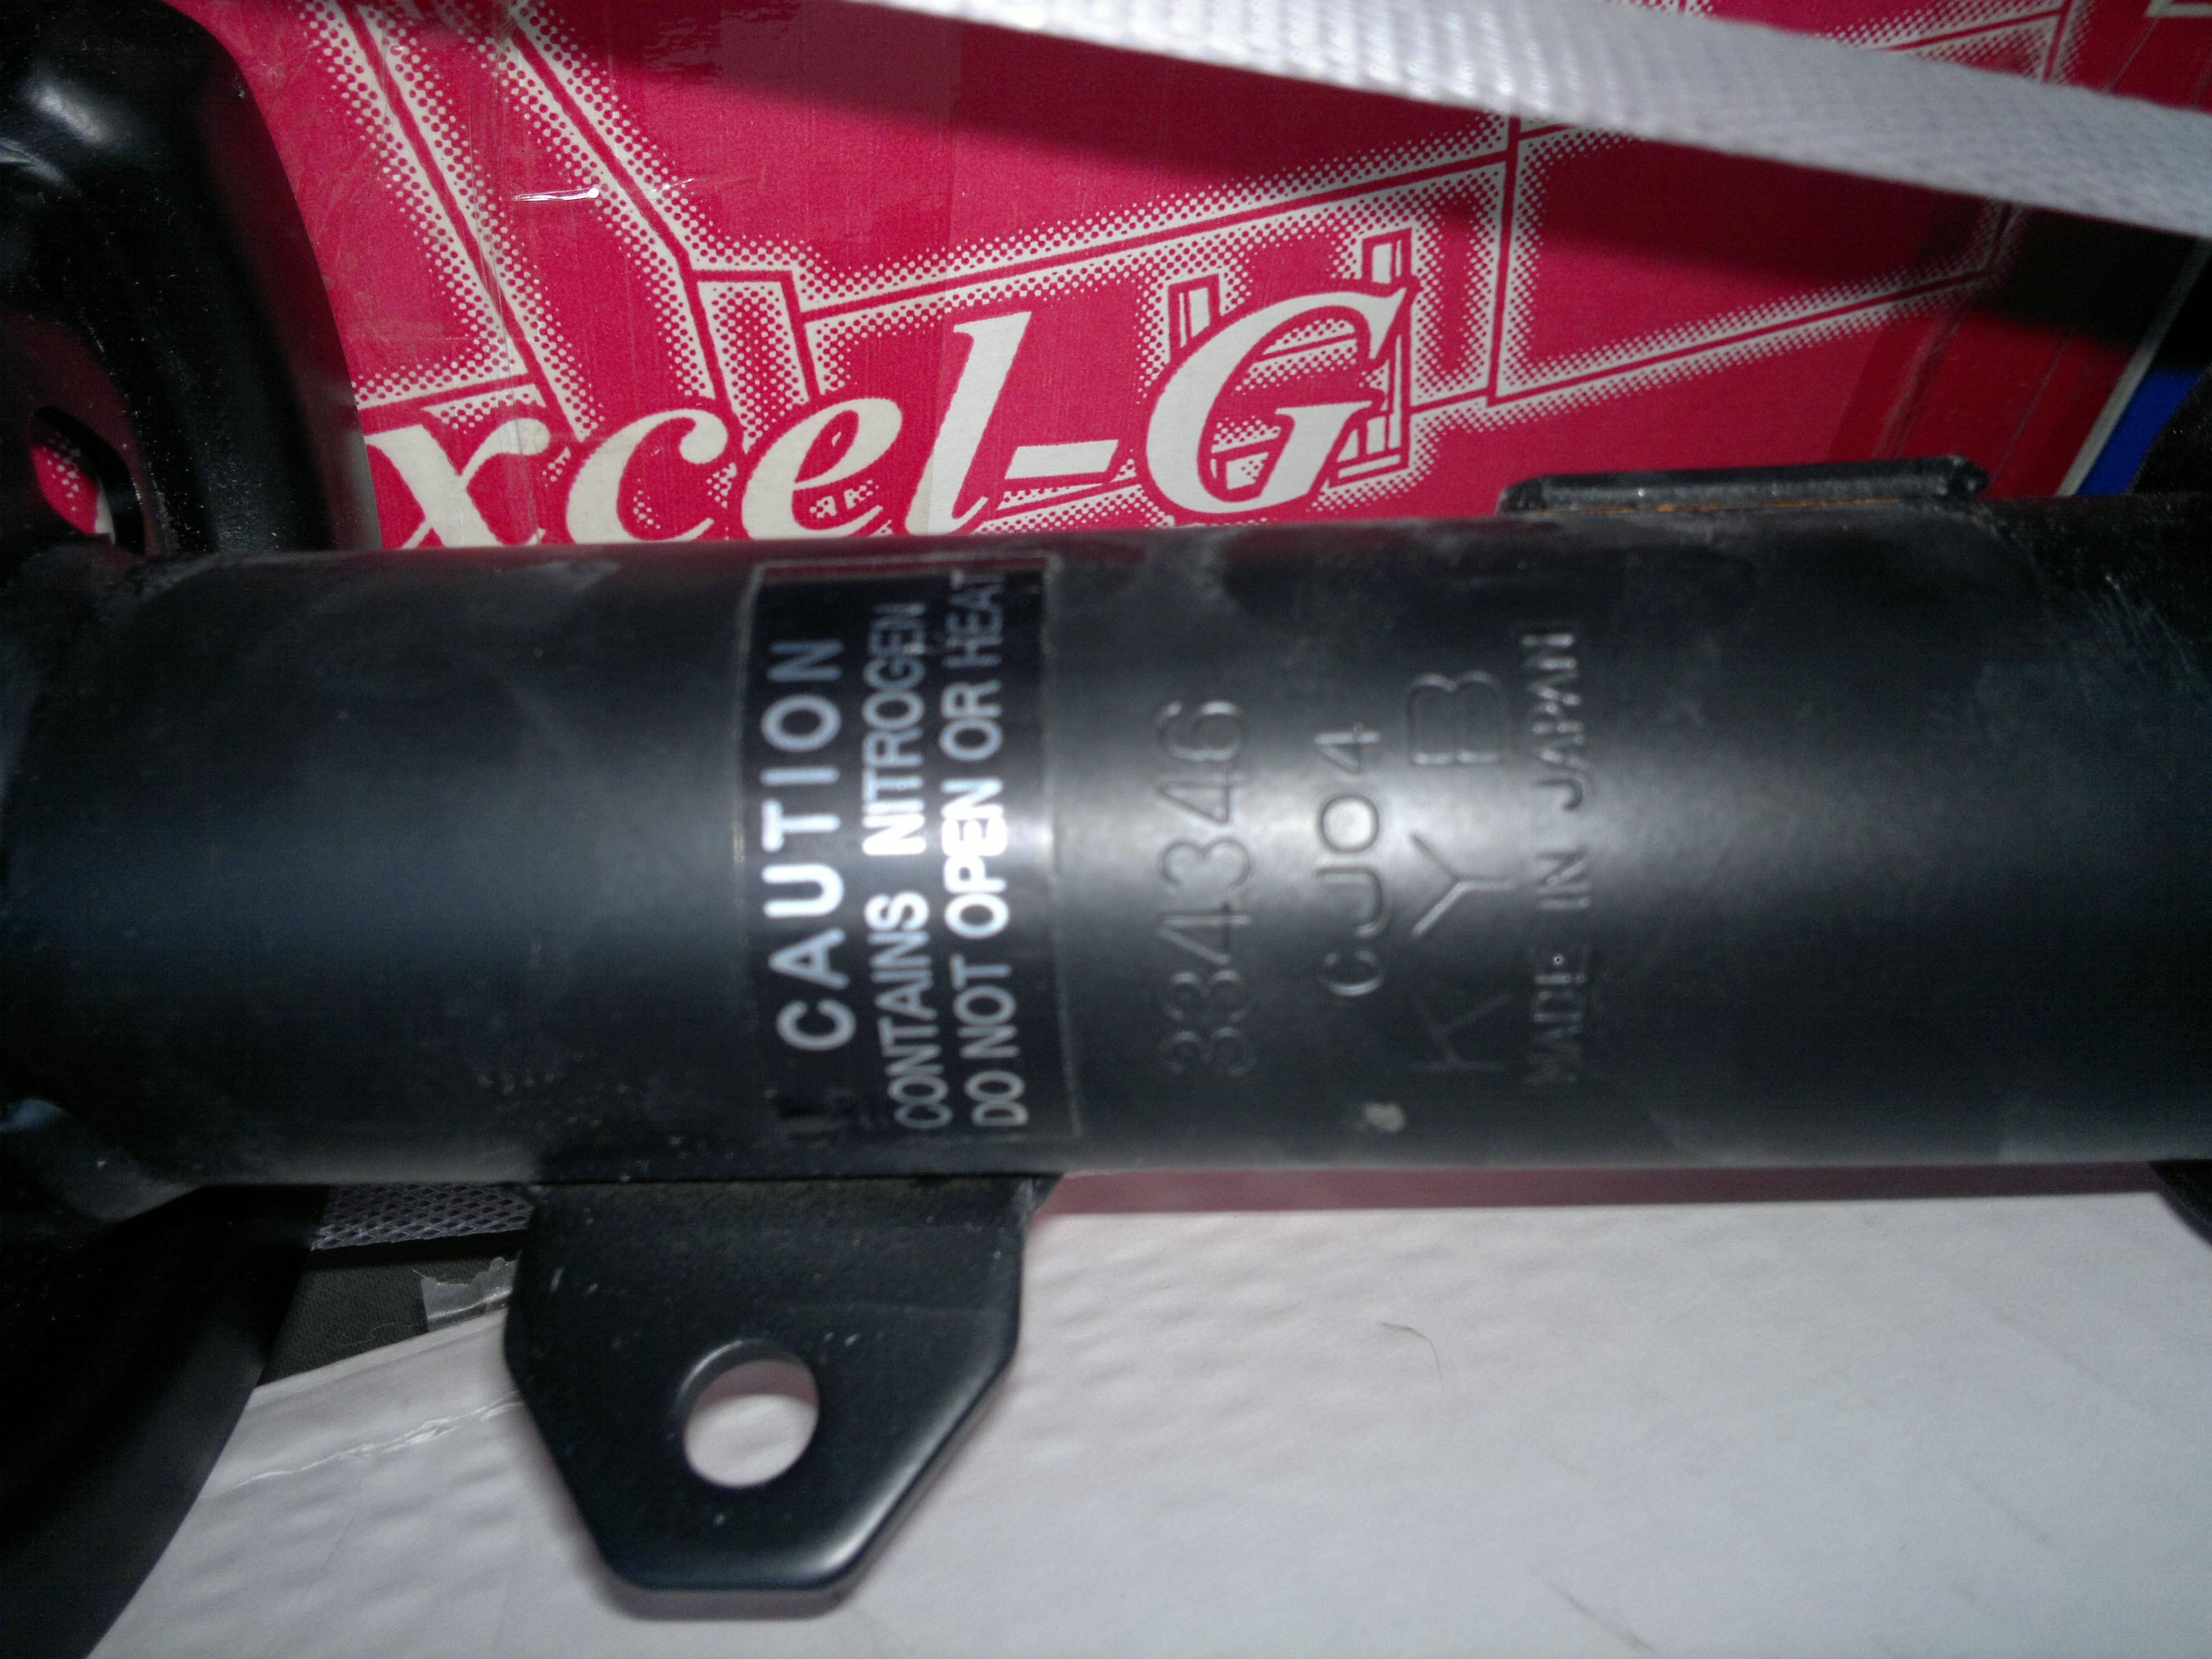 xcel-G
CAUTION
CONTAINS NITROGEN
DO NOT OPEN OR HEAT
334346
CJ04
KYB
MADE IN JAPAN